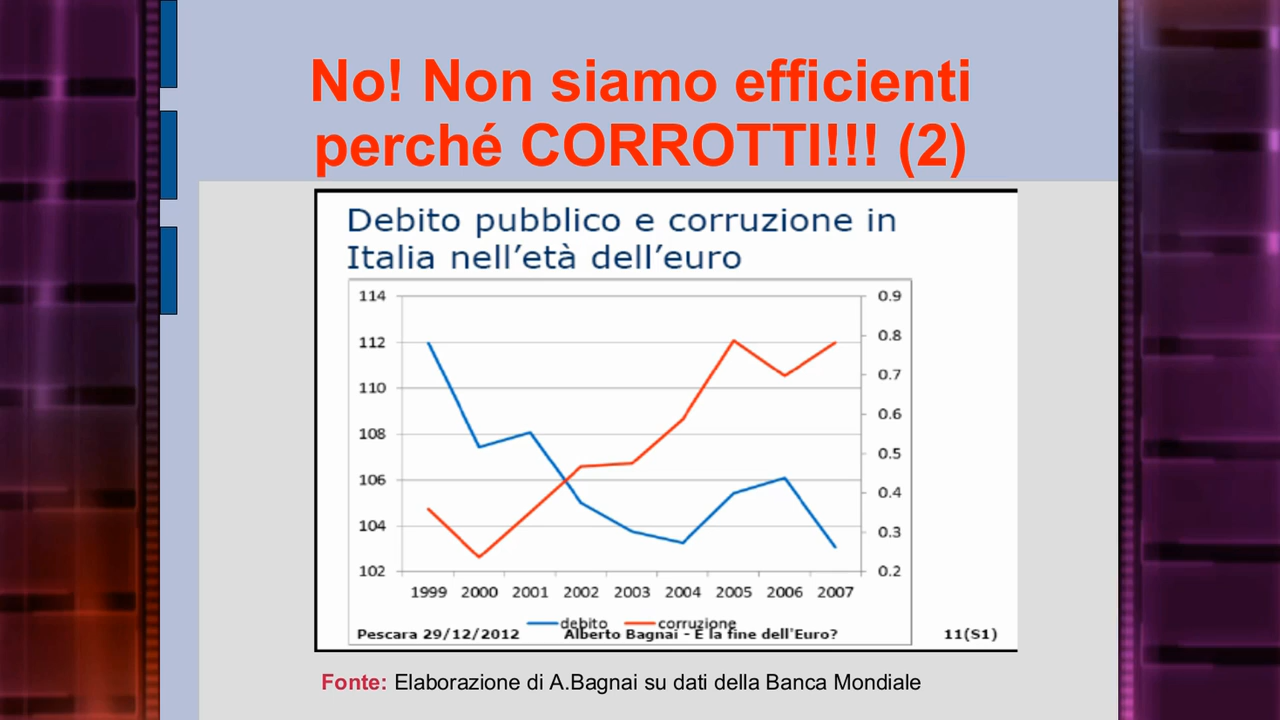 No! Non siamo efficienti
perché CORROTTI!!! (2)
Debito pubblico e corruzione in
Italia nell'età dell'euro
114
112
110
108
106
104
102
0.9
0.8
0.7
0.6
0.5
0.4
0.3
0.2
1999 2000 2001 2002 2003 2004 2005 2006 2007
debito corruzione
Pescara 29/12/2012 Alberto Bagnai - È la fine dell'Euro? 11(S1)
Fonte: Elaborazione di A.Bagnai su dati della Banca Mondiale